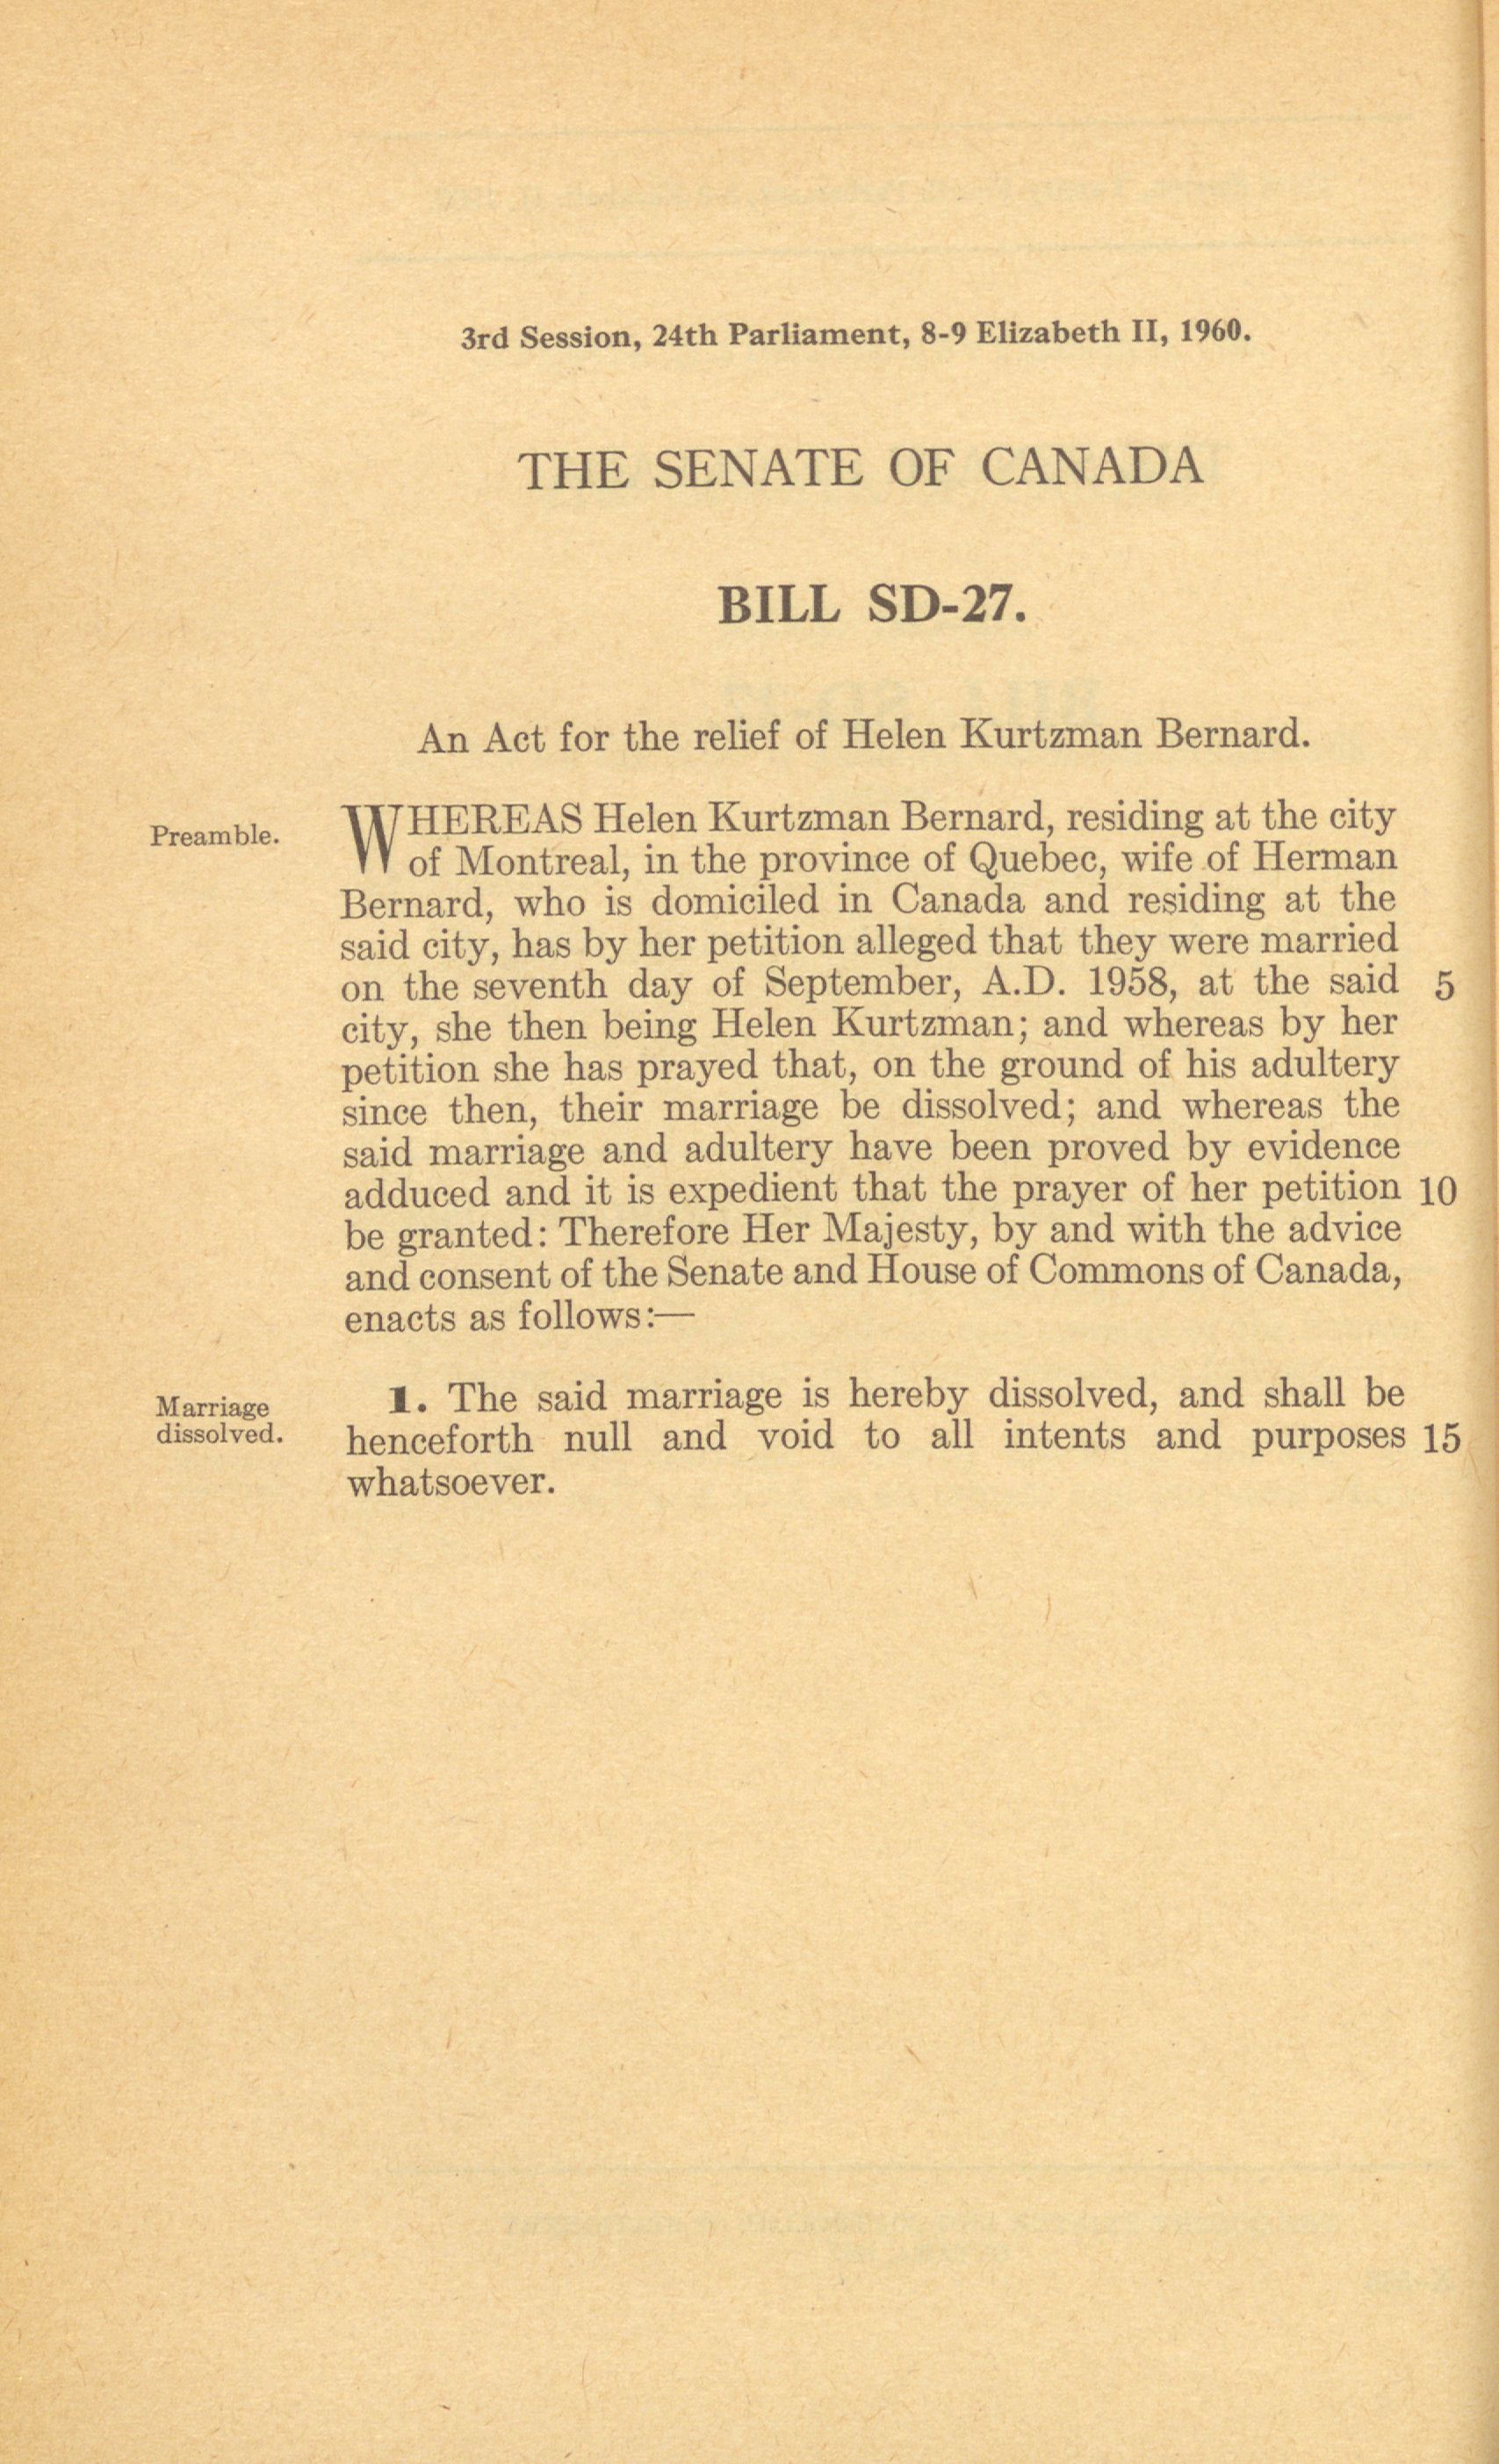 3rd Session, 24th Parliament, 8-9 Elizabeth II, 1960.
THE SENATE OF CANADA
BILL SD-27.
An Act for the relief of Helen Kurtzman Bernard.
Preamble.
WHEREAS Helen Kurtzman Bernard, residing at the city
of Montreal, in the province of Quebec, wife of Herman
Bernard, who is domiciled in Canada and residing at the
said city, has by her petition alleged that they were married
on the seventh day of September, A.D. 1958, at the said 5
city, she then being Helen Kurtzman; and whereas by her
petition she has prayed that, on the ground of his adultery
since then, their marriage be dissolved; and whereas the
said marriage and adultery have been proved by evidence
adduced and it is expedient that the prayer of her petition 10
be granted: Therefore Her Majesty, by and with the advice
and consent of the Senate and House of Commons of Canada,
enacts as follows:—
Marriage
dissolved.
1. The said marriage is hereby dissolved, and shall be
henceforth null and void to all intents and purposes 15
whatsoever.